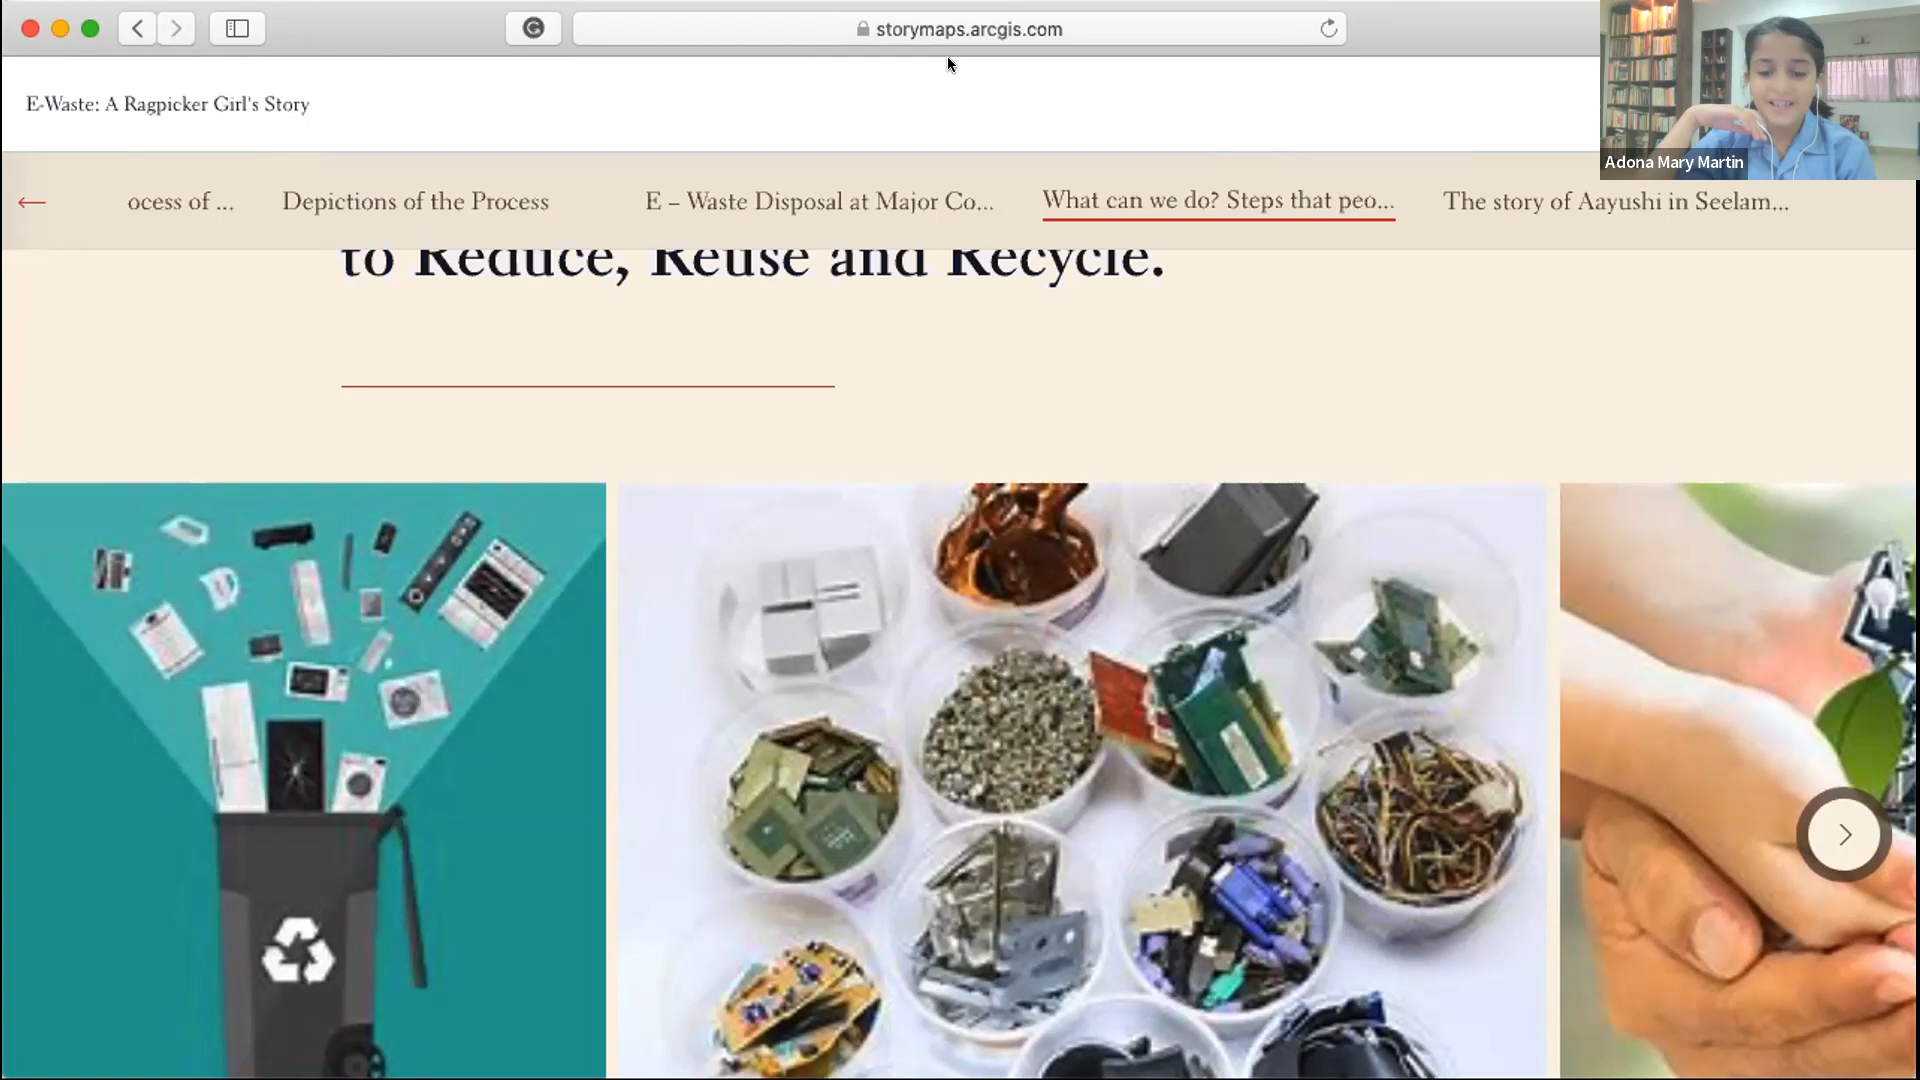 storymaps.arcgis.com
E-Waste: A Ragpicker Girl's Story
Adona Mary Martin
ocess of ...
Depictions of the Process
E – Waste Disposal at Major Co...
What can we do? Steps that peo...
The story of Aayushi in Seelam...
to Reduce, Reuse and Recycle.